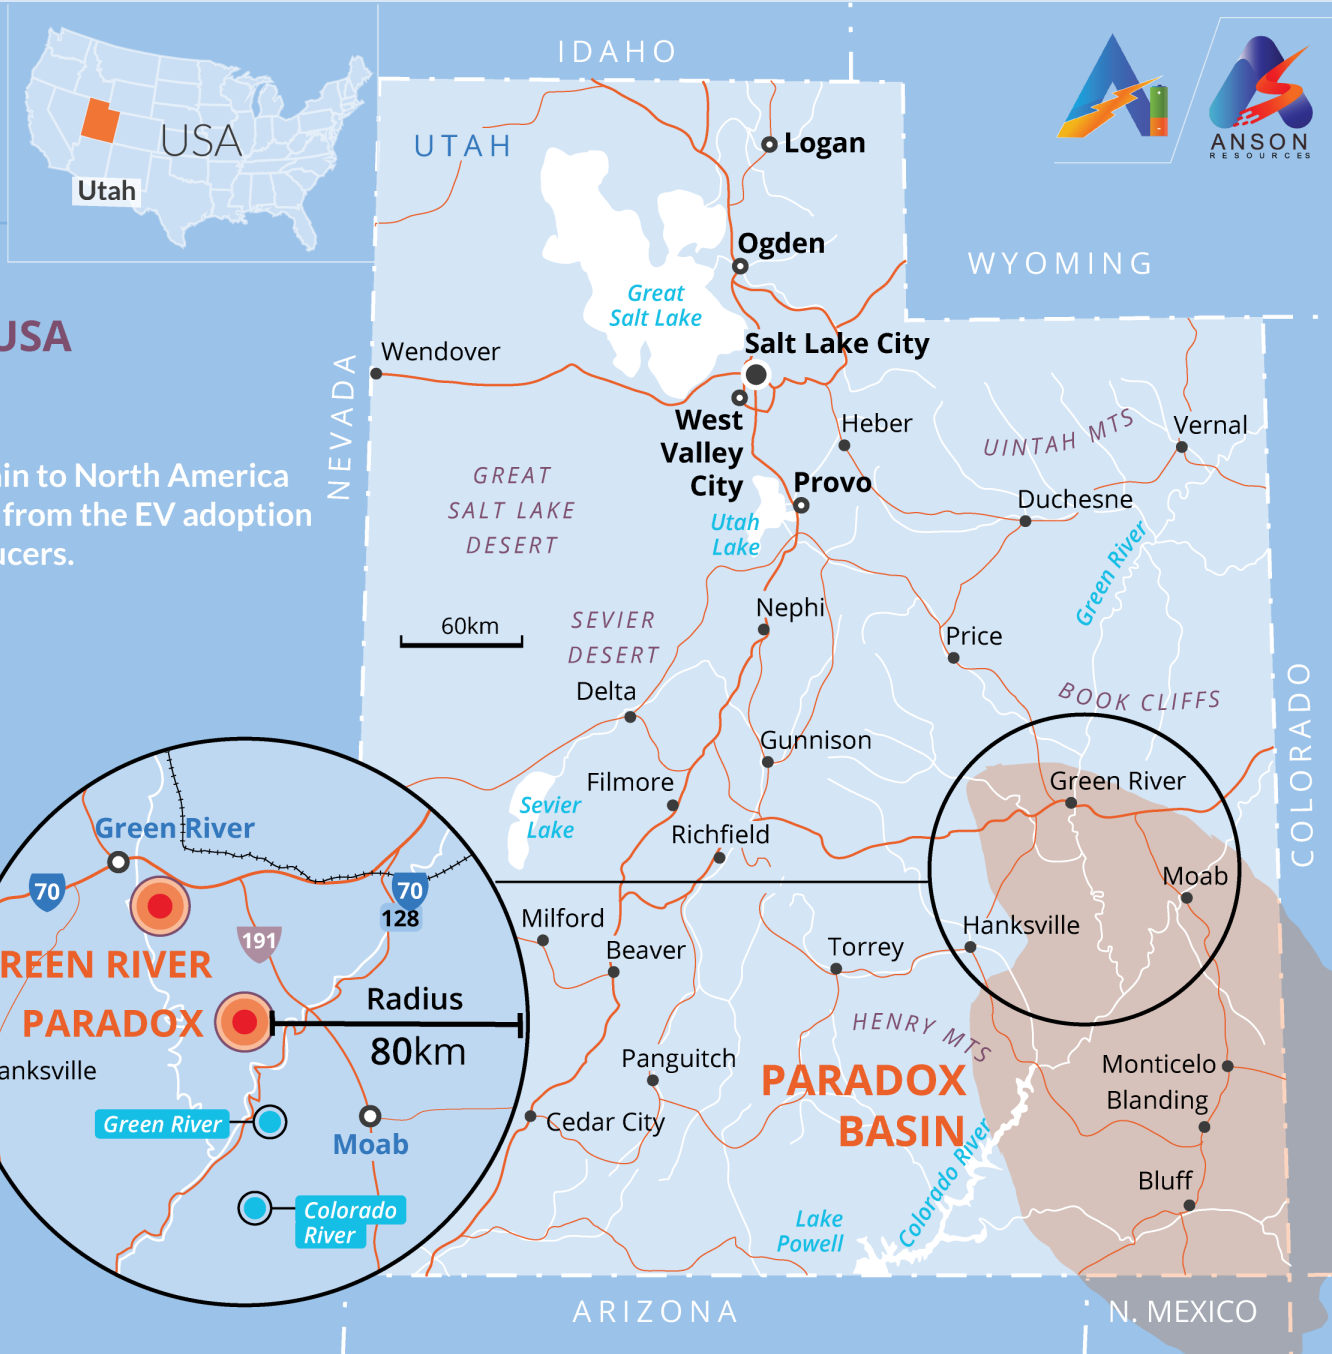 IDAHO
USA
Utah
UTAH
Logan
ANSON
RESOURCES
Ogden
WYOMING
Great
Salt Lake
USA
Wendover
Salt Lake City
NEVADA
West
Valley
City
Heber
UINTAH MTS
Vernal
in to North America
from the EV adoption
ucers.
GREAT
SALT LAKE
DESERT
Provo
Utah
Lake
Duchesne
Green River
60km
SEVIER
DESERT
Nephi
Price
Delta
BOOK CLIFFS
COLORADO
Gunnison
Filmore
Green River
Sevier
Lake
Richfield
Moab
Milford
Beaver
Torrey
Hanksville
HENRY MTS
Panguitch
PARADOX
BASIN
Monticelo
Blanding
Cedar City
Colorado River
Bluff
Lake
Powell
ARIZONA
N. MEXICO
Green River
70
70
128
191
REEN RIVER
PARADOX
Radius
80km
anksville
Green River
Moab
Colorado
River